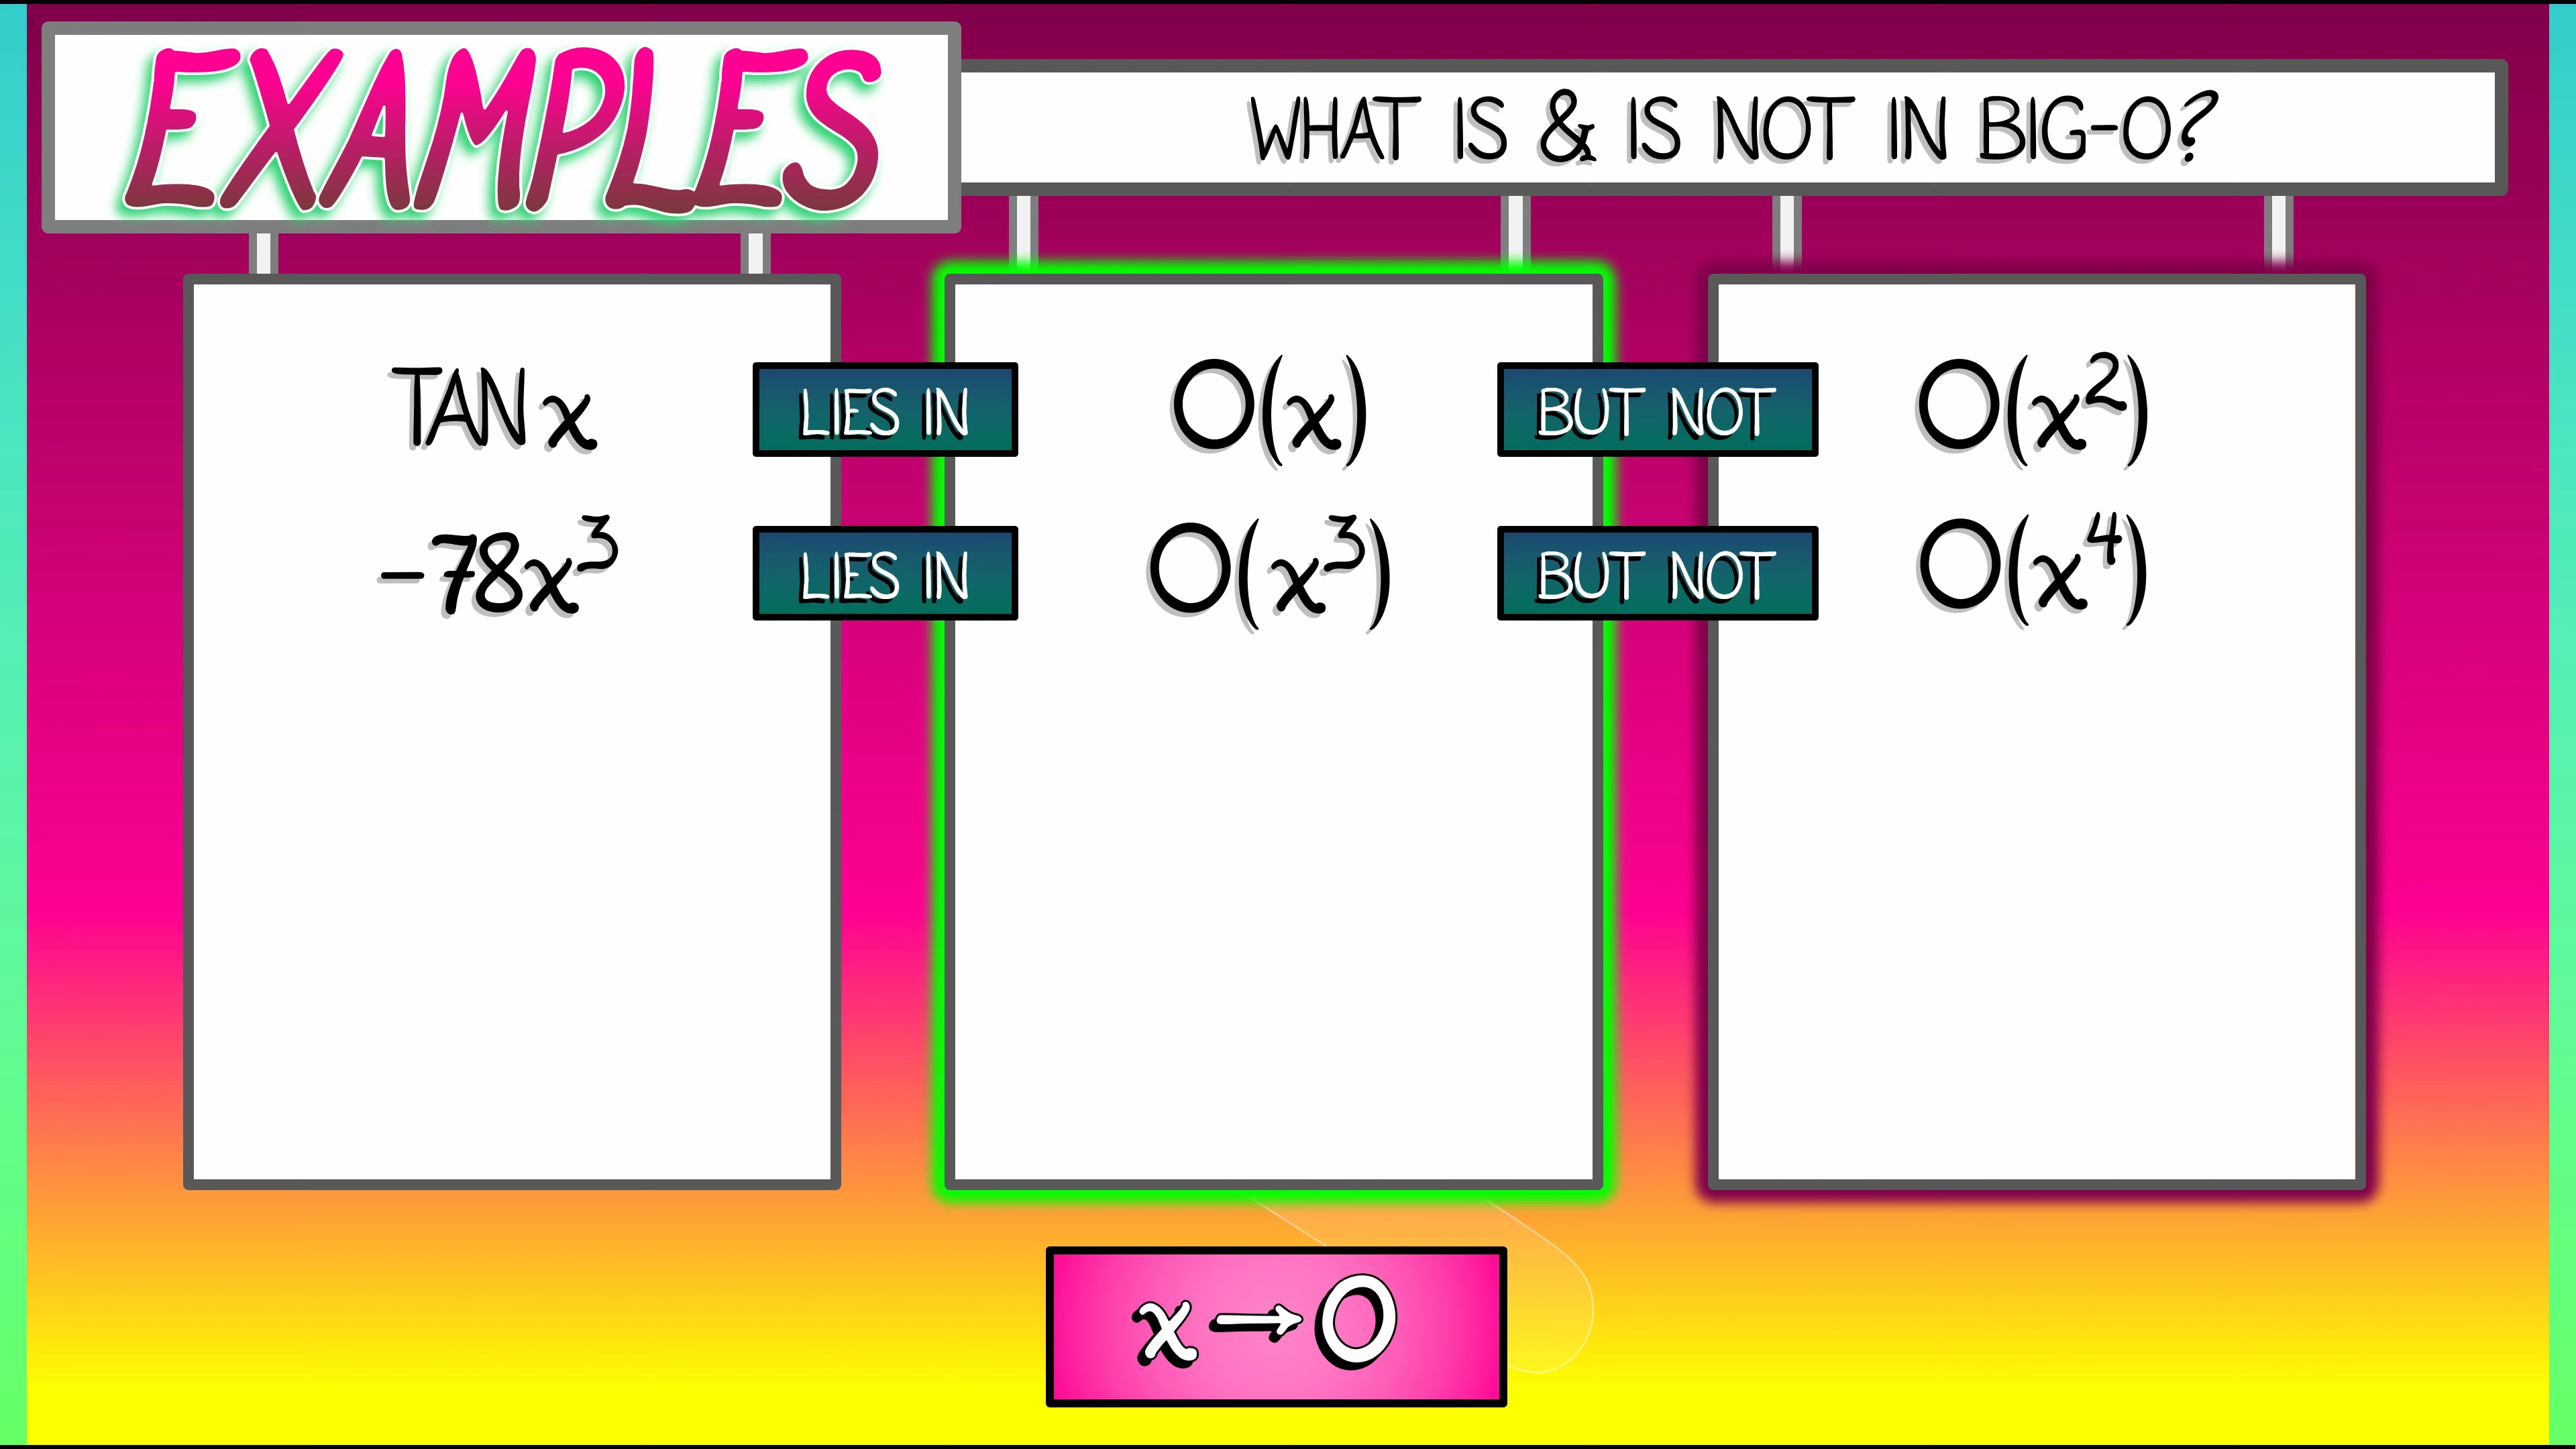 EXAMPLES
WHAT IS & IS NOT IN BIG-O?
TAN x LIES IN O(x) BUT NOT O(x²)
-78x³ LIES IN O(x³) BUT NOT O(x⁴)
x→0